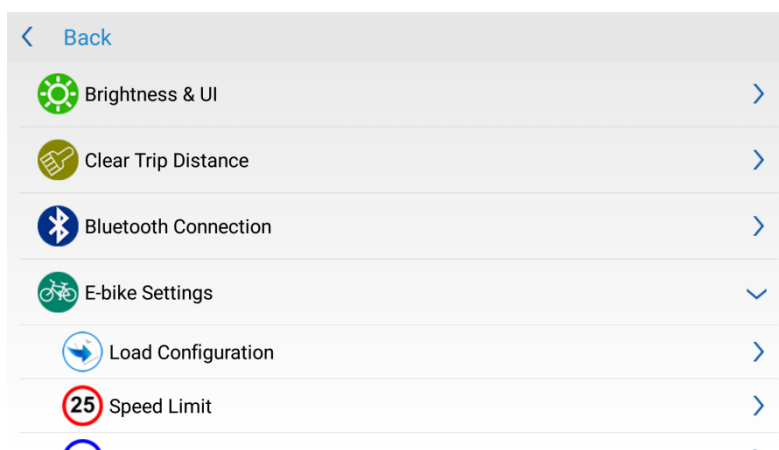 Back
Brightness & UI
Clear Trip Distance
Bluetooth Connection
E-bike Settings
Load Configuration
25 Speed Limit